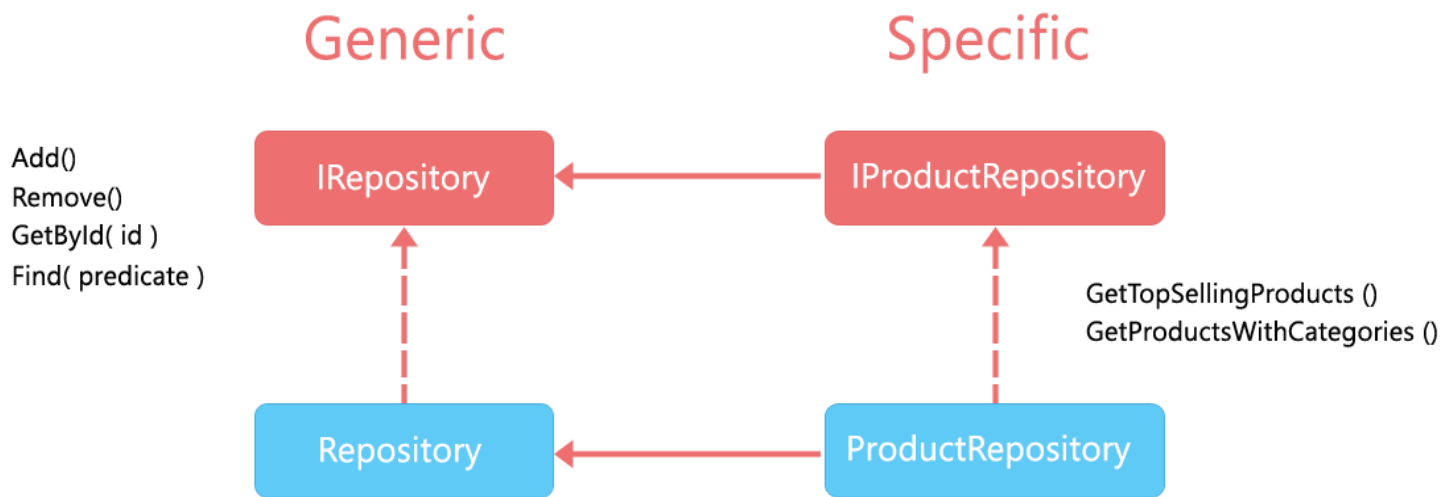 Generic
Specific
Add()
Remove()
GetById( id )
Find( predicate )
IRepository
IProductRepository
GetTopSellingProducts ()
GetProductsWithCategories ()
Repository
ProductRepository